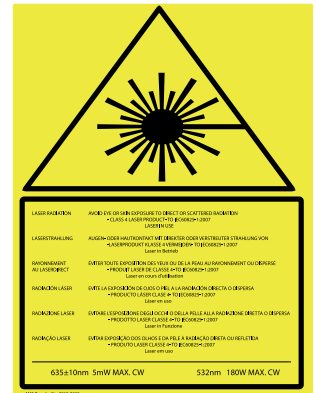 LASER RADIATION AVOID EYE OR SKIN EXPOSURE TO DIRECT OR SCATTERED RADIATION
•CLASS 4 LASER PRODUCT•TO IEC60825-1:2007
LASER IN USE
LASERSTRAHLUNG AUGEN- ODER HAUTKONTAKT MIT DIREKTER ODER VERSTREUTER STRAHLUNG VON
•LASERPRODUKT KLASSE 4 VERMEIDEN• TO IEC60825-1:2007
Laser in Betrieb
RAYONNEMENT ÉVITER TOUTE EXPOSITION DES YEUX OU DE LA PEAU AU RAYONNEMENT OU DISPERSÉ
AU LASERDIRECT •PRODUIT LASER DE CLASSE 4•TO IEC60825-1:2007
Laser en cours d'utilisation
RADIACIÓN LÁSER EVITE LA EXPOSICIÓN DE OJOS O PIEL A LA RADIACIÓN DIRECTA O DISPERSA
•PRODUCTO LÁSER CLASE 4• TO IEC60825-1:2007
Láser en uso
RADIAZIONE LASER EVITARE L'ESPOSIZIONE DEGLI OCCHI O DELLA PELLE ALLA RADIAZIONE DIRETTA O DISPERSA
•PRODOTTO LASER CLASSE 4• TO IEC60825-1:2007
Laser in Funzione
RADIAÇÃO LASER EVITAR EXPOSIÇÃO DOS OLHOS E DA PELE À RADIAÇÃO DIRETA OU REFLETIDA
•PRODUTO LASER CLASSE 4•TO IEC60825-1:2007
Laser em uso
635±10nm 5mW MAX. CW 532nm 180W MAX. CW